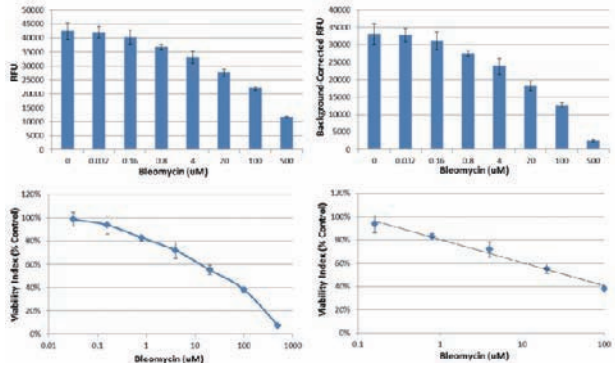 50000
45000
40000
35000
30000
25000
20000
15000
10000
5000
0
RFU
0 0.032 0.16 0.8 4 20 100 500
Bleomycin (uM)
40000
35000
30000
25000
20000
15000
10000
5000
0
Background-Corrected RFU
0 0.032 0.16 0.8 4 20 100 500
Bleomycin (uM)
120%
100%
80%
60%
40%
20%
0%
Viability Index (% Control)
0.01 0.1 1 10 100 1000
Bleomycin (uM)
120%
100%
80%
60%
40%
20%
0%
Viability Index (% Control)
1 10 100
Bleomycin (uM)